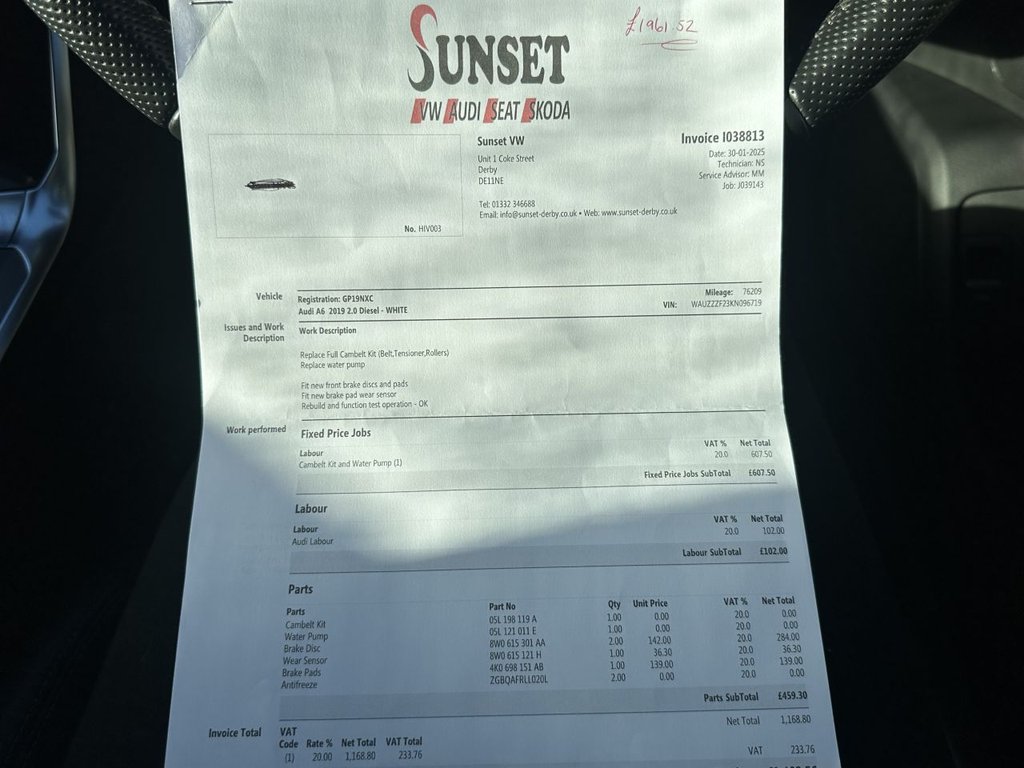 £1961.52
SUNSET
VW AUDI SEAT SKODA
Sunset VW
Unit 1 Coke Street
Derby
DE11NE
Tel: 01332 346688
Email: info@sunset-derby.co.uk • Web: www.sunset-derby.co.uk
Invoice I038813
Date: 30-01-2025
Technician: NS
Service Advisor: MM
Job: J039143
No. HIV003
Vehicle
Registration: GP19NXC
Mileage: 76209
Audi A6 2019 2.0 Diesel - WHITE
VIN: WAUZZZF23KN096719
Issues and Work Description
Work Description
Replace Full Cambelt Kit (Belt,Tensioner,Rollers)
Replace water pump
Fit new front brake discs and pads
Fit new brake pad wear sensor
Rebuild and function test operation - OK
Work performed
Fixed Price Jobs
Labour VAT % Net Total
Cambelt Kit and Water Pump (1) 20.0 607.50
Fixed Price Jobs SubTotal £607.50
Labour
Labour VAT % Net Total
Audi Labour 20.0 102.00
Labour SubTotal £102.00
Parts
Parts Part No Qty Unit Price VAT % Net Total
Cambelt Kit 05L 198 119 A 1.00 0.00 20.0 0.00
Water Pump 05L 121 011 E 1.00 0.00 20.0 0.00
Brake Disc 8W0 615 301 AA 2.00 142.00 20.0 284.00
Wear Sensor 8W0 615 121 H 1.00 36.30 20.0 36.30
Brake Pads 4K0 698 151 AB 1.00 139.00 20.0 139.00
Antifreeze ZGBQAFRLL020L 2.00 0.00 20.0 0.00
Parts SubTotal £459.30
Invoice Total
VAT
Code Rate % Net Total VAT Total
(1) 20.00 1,168.80 233.76
Net Total 1,168.80
VAT 233.76